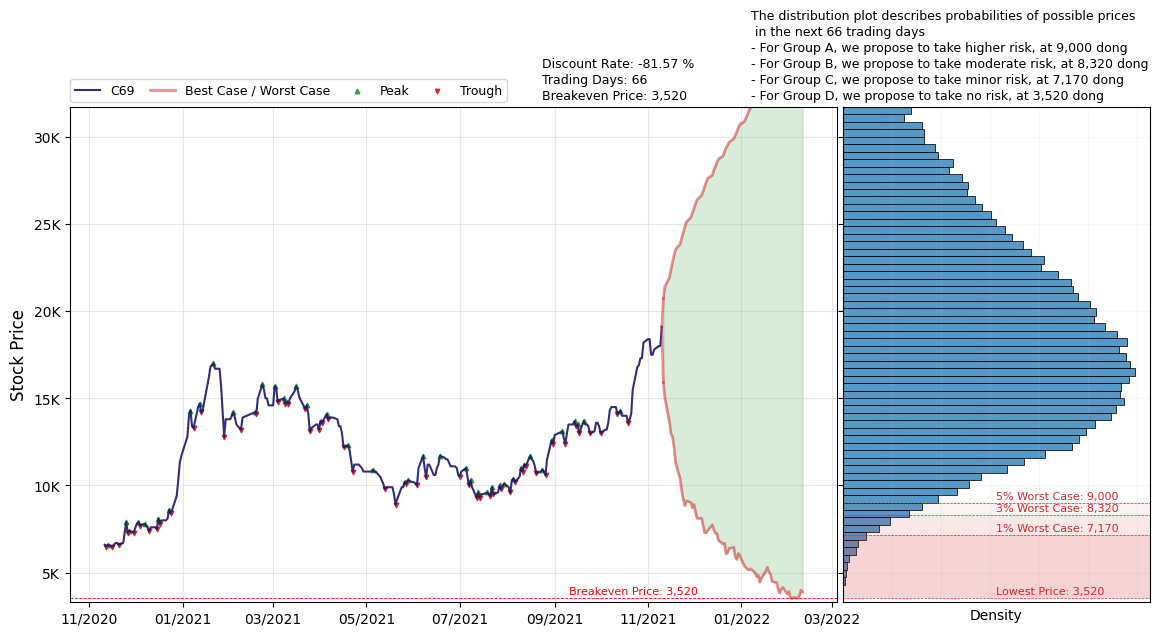 The distribution plot describes probabilities of possible prices
in the next 66 trading days
- For Group A, we propose to take higher risk, at 9,000 dong
- For Group B, we propose to take moderate risk, at 8,320 dong
- For Group C, we propose to take minor risk, at 7,170 dong
- For Group D, we propose to take no risk, at 3,520 dong
Discount Rate: -81.57 %
Trading Days: 66
Breakeven Price: 3,520
C69 Best Case / Worst Case Peak Trough
Stock Price
30K
25K
20K
15K
10K
5K
Breakeven Price: 3,520
11/2020 01/2021 03/2021 05/2021 07/2021 09/2021 11/2021 01/2022 03/2022
5% Worst Case: 9,000
3% Worst Case: 8,320
1% Worst Case: 7,170
Lowest Price: 3,520
Density